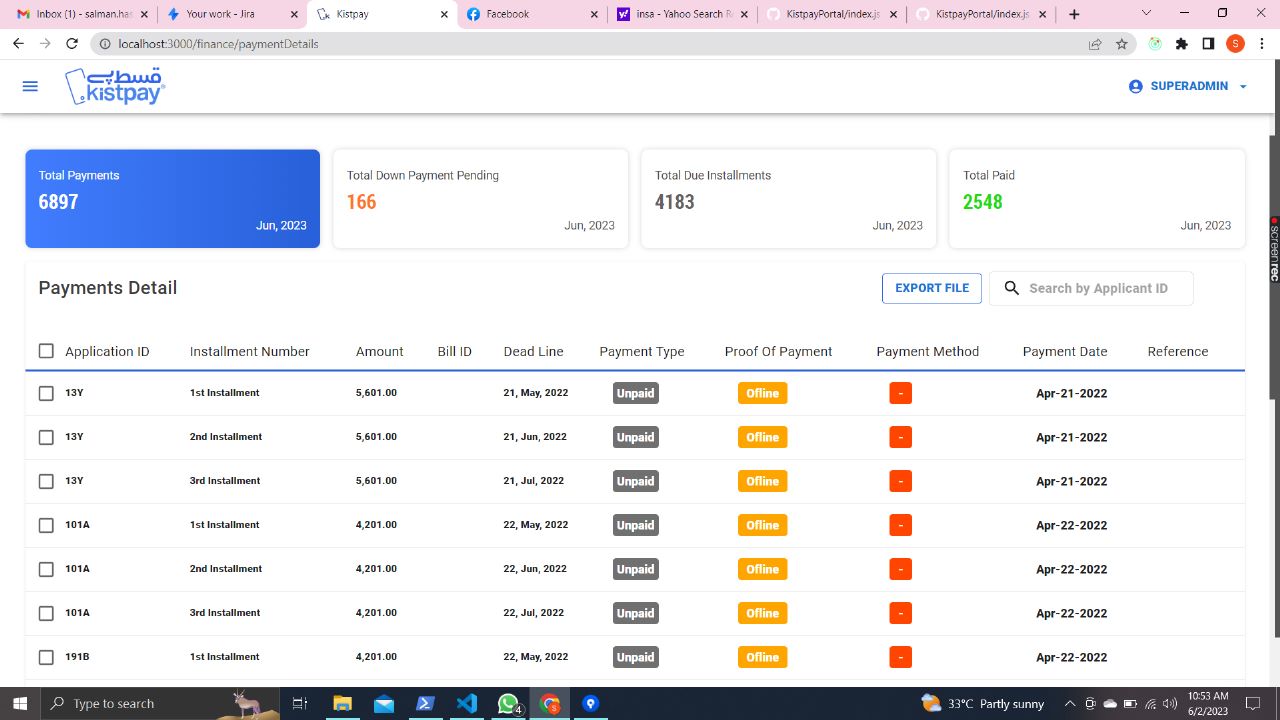 Inbox (1) - salman.has
Your work - Jira
Kistpay
Facebook
insa - Yahoo Search Re
KistpayPortal/index.js
KistpayPortal/index.js
localhost:3000/finance/paymentDetails
S
قسط پے
kistpay
SUPERADMIN
Total Payments
6897
Jun, 2023
Total Down Payment Pending
166
Jun, 2023
Total Due Installments
4183
Jun, 2023
Total Paid
2548
Jun, 2023
screenrec
Payments Detail
EXPORT FILE
Search by Applicant ID
Application ID Installment Number Amount Bill ID Dead Line Payment Type Proof Of Payment Payment Method Payment Date Reference
13Y 1st Installment 5,601.00 21, May, 2022 Unpaid Ofline - Apr-21-2022
13Y 2nd Installment 5,601.00 21, Jun, 2022 Unpaid Ofline - Apr-21-2022
13Y 3rd Installment 5,601.00 21, Jul, 2022 Unpaid Ofline - Apr-21-2022
101A 1st Installment 4,201.00 22, May, 2022 Unpaid Ofline - Apr-22-2022
101A 2nd Installment 4,201.00 22, Jun, 2022 Unpaid Ofline - Apr-22-2022
101A 3rd Installment 4,201.00 22, Jul, 2022 Unpaid Ofline - Apr-22-2022
191B 1st Installment 4,201.00 22, May, 2022 Unpaid Ofline - Apr-22-2022
Type to search
4
S
33°C Partly sunny
10:53 AM
6/2/2023